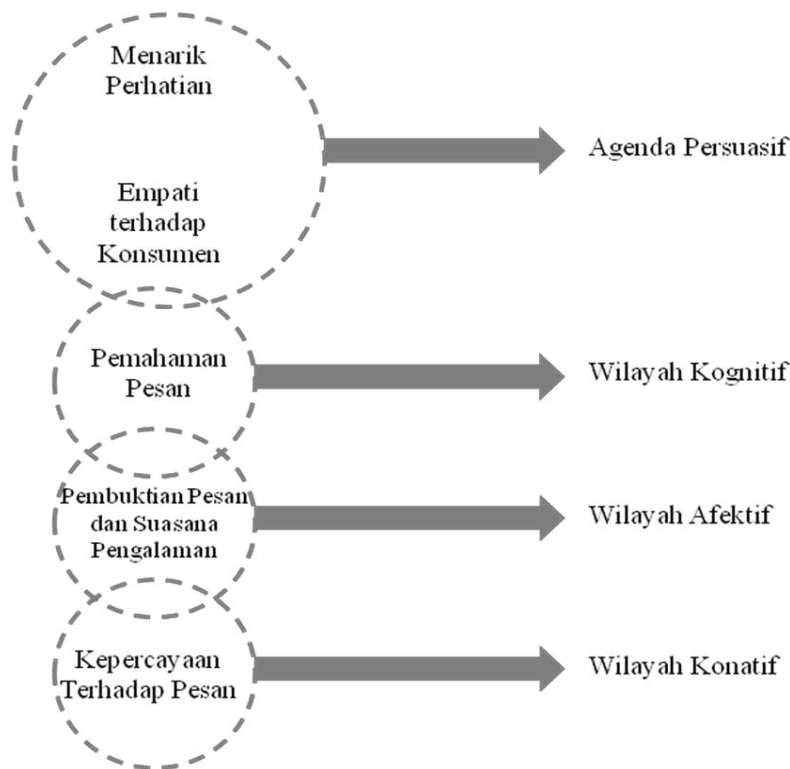 Menarik
Perhatian
Agenda Persuasif
Empati
terhadap
Konsumen
Pemahaman
Pesan
Wilayah Kognitif
Pembuktian Pesan
dan Suasana
Pengalaman
Wilayah Afektif
Kepercayaan
Terhadap Pesan
Wilayah Konatif